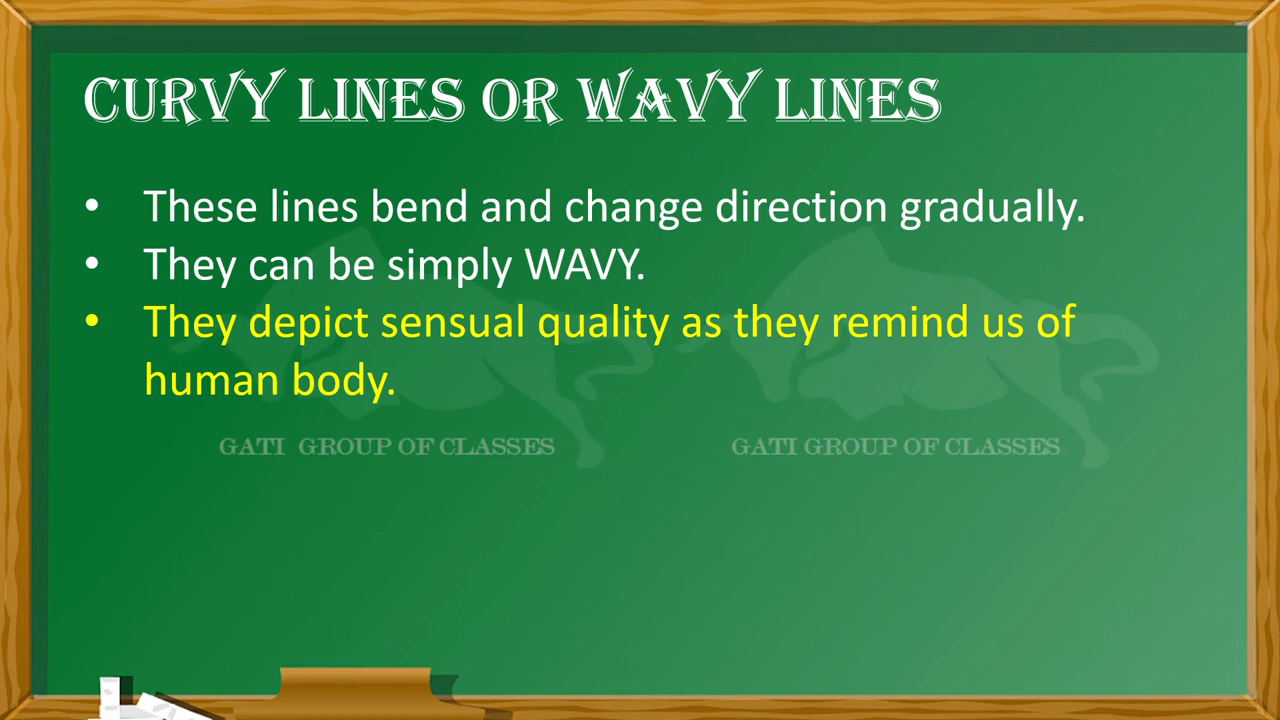 CURVY LINES OR WAVY LINES
• These lines bend and change direction gradually.
• They can be simply WAVY.
• They depict sensual quality as they remind us of
human body.
GATI GROUP OF CLASSES
GATI GROUP OF CLASSES